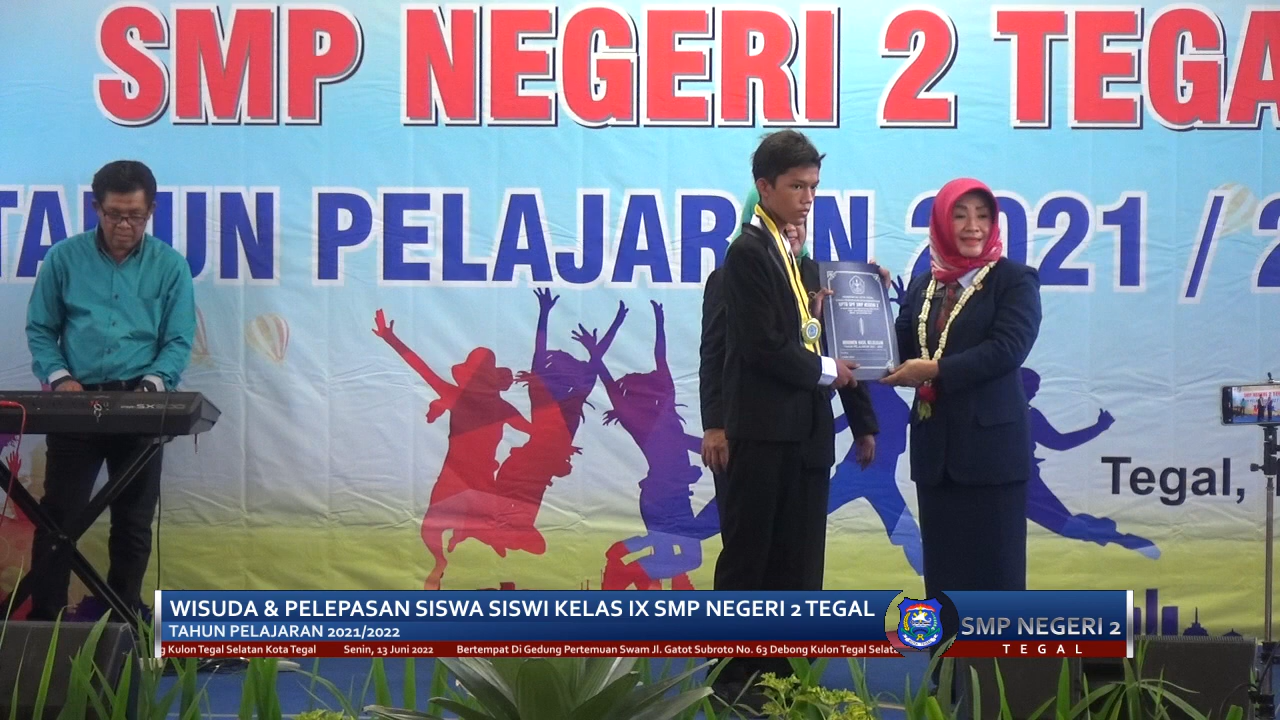 SMP NEGERI 2 TEGA
TAHUN PELAJARAN 2021 / 2
SX
Tegal,
WISUDA & PELEPASAN SISWA SISWI KELAS IX SMP NEGERI 2 TEGAL
TAHUN PELAJARAN 2021/2022
SMP NEGERI 2
TEGAL
g Kulon Tegal Selatan Kota Tegal Senin, 13 Juni 2022 Bertempat Di Gedung Pertemuan Swam Jl. Gatot Subroto No. 63 Debong Kulon Tegal Selata